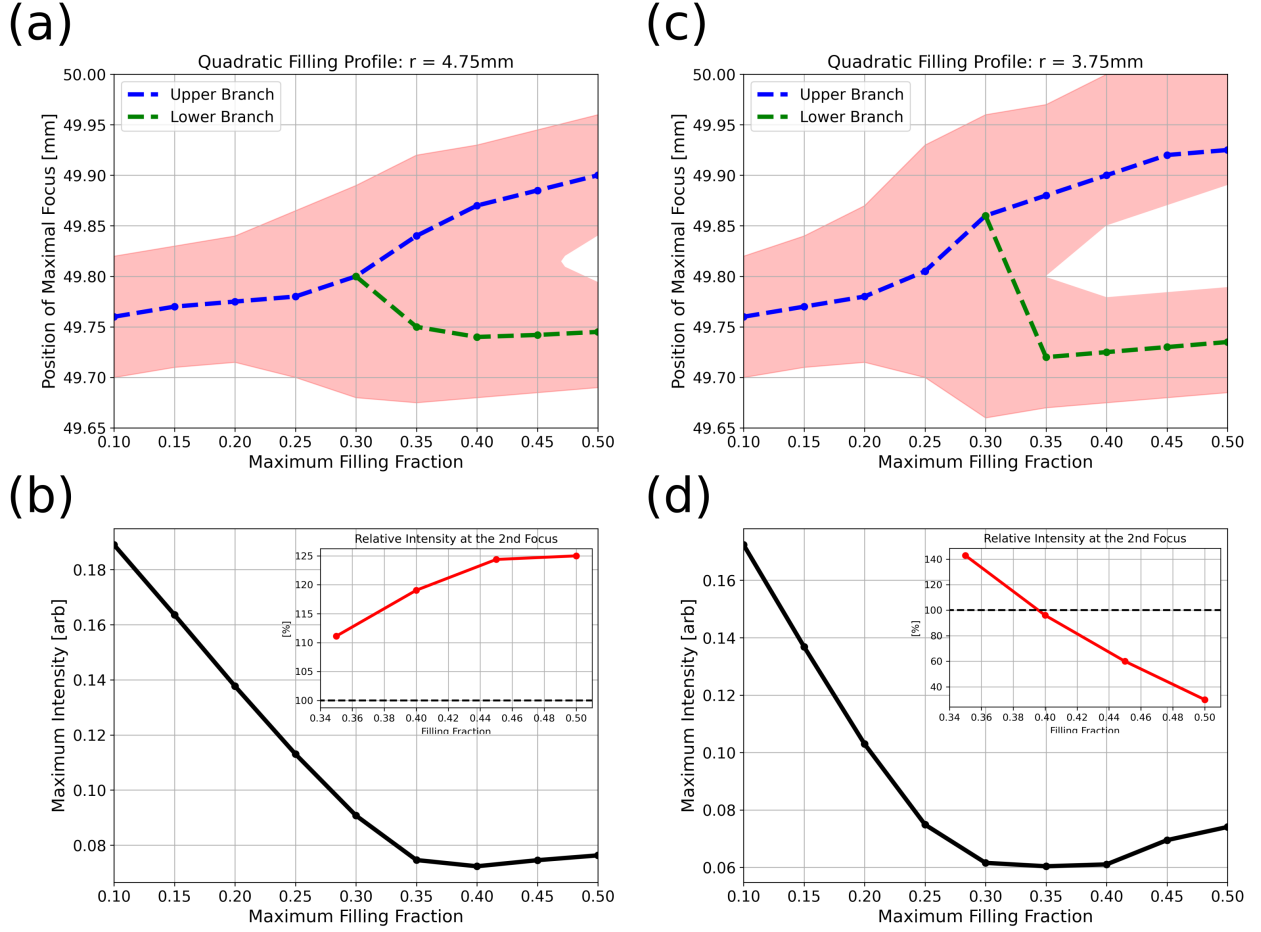 (a)
Quadratic Filling Profile: r = 4.75mm
Upper Branch
Lower Branch
Position of Maximal Focus [mm]
50.00
49.95
49.90
49.85
49.80
49.75
49.70
49.65
0.10 0.15 0.20 0.25 0.30 0.35 0.40 0.45 0.50
Maximum Filling Fraction
(c)
Quadratic Filling Profile: r = 3.75mm
Upper Branch
Lower Branch
Position of Maximal Focus [mm]
50.00
49.95
49.90
49.85
49.80
49.75
49.70
49.65
0.10 0.15 0.20 0.25 0.30 0.35 0.40 0.45 0.50
Maximum Filling Fraction
(b)
Maximum Intensity [arb]
0.18
0.16
0.14
0.12
0.10
0.08
0.10 0.15 0.20 0.25 0.30 0.35 0.40 0.45 0.50
Maximum Filling Fraction
Relative Intensity at the 2nd Focus
[%]
125
120
115
110
105
100
0.34 0.36 0.38 0.40 0.42 0.44 0.46 0.48 0.50
Filling Fraction
(d)
Maximum Intensity [arb]
0.16
0.14
0.12
0.10
0.08
0.06
0.10 0.15 0.20 0.25 0.30 0.35 0.40 0.45 0.50
Maximum Filling Fraction
Relative Intensity at the 2nd Focus
[%]
140
120
100
80
60
40
0.34 0.36 0.38 0.40 0.42 0.44 0.46 0.48 0.50
Filling Fraction